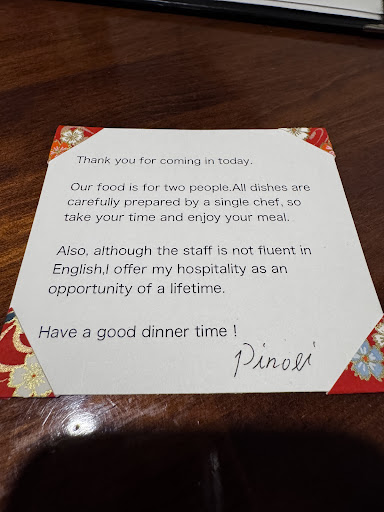 Thank you for coming in today.
Our food is for two people.All dishes are
carefully prepared by a single chef, so
take your time and enjoy your meal.
Also, although the staff is not fluent in
English,I offer my hospitality as an
opportunity of a lifetime.
Have a good dinner time !
Pinoli